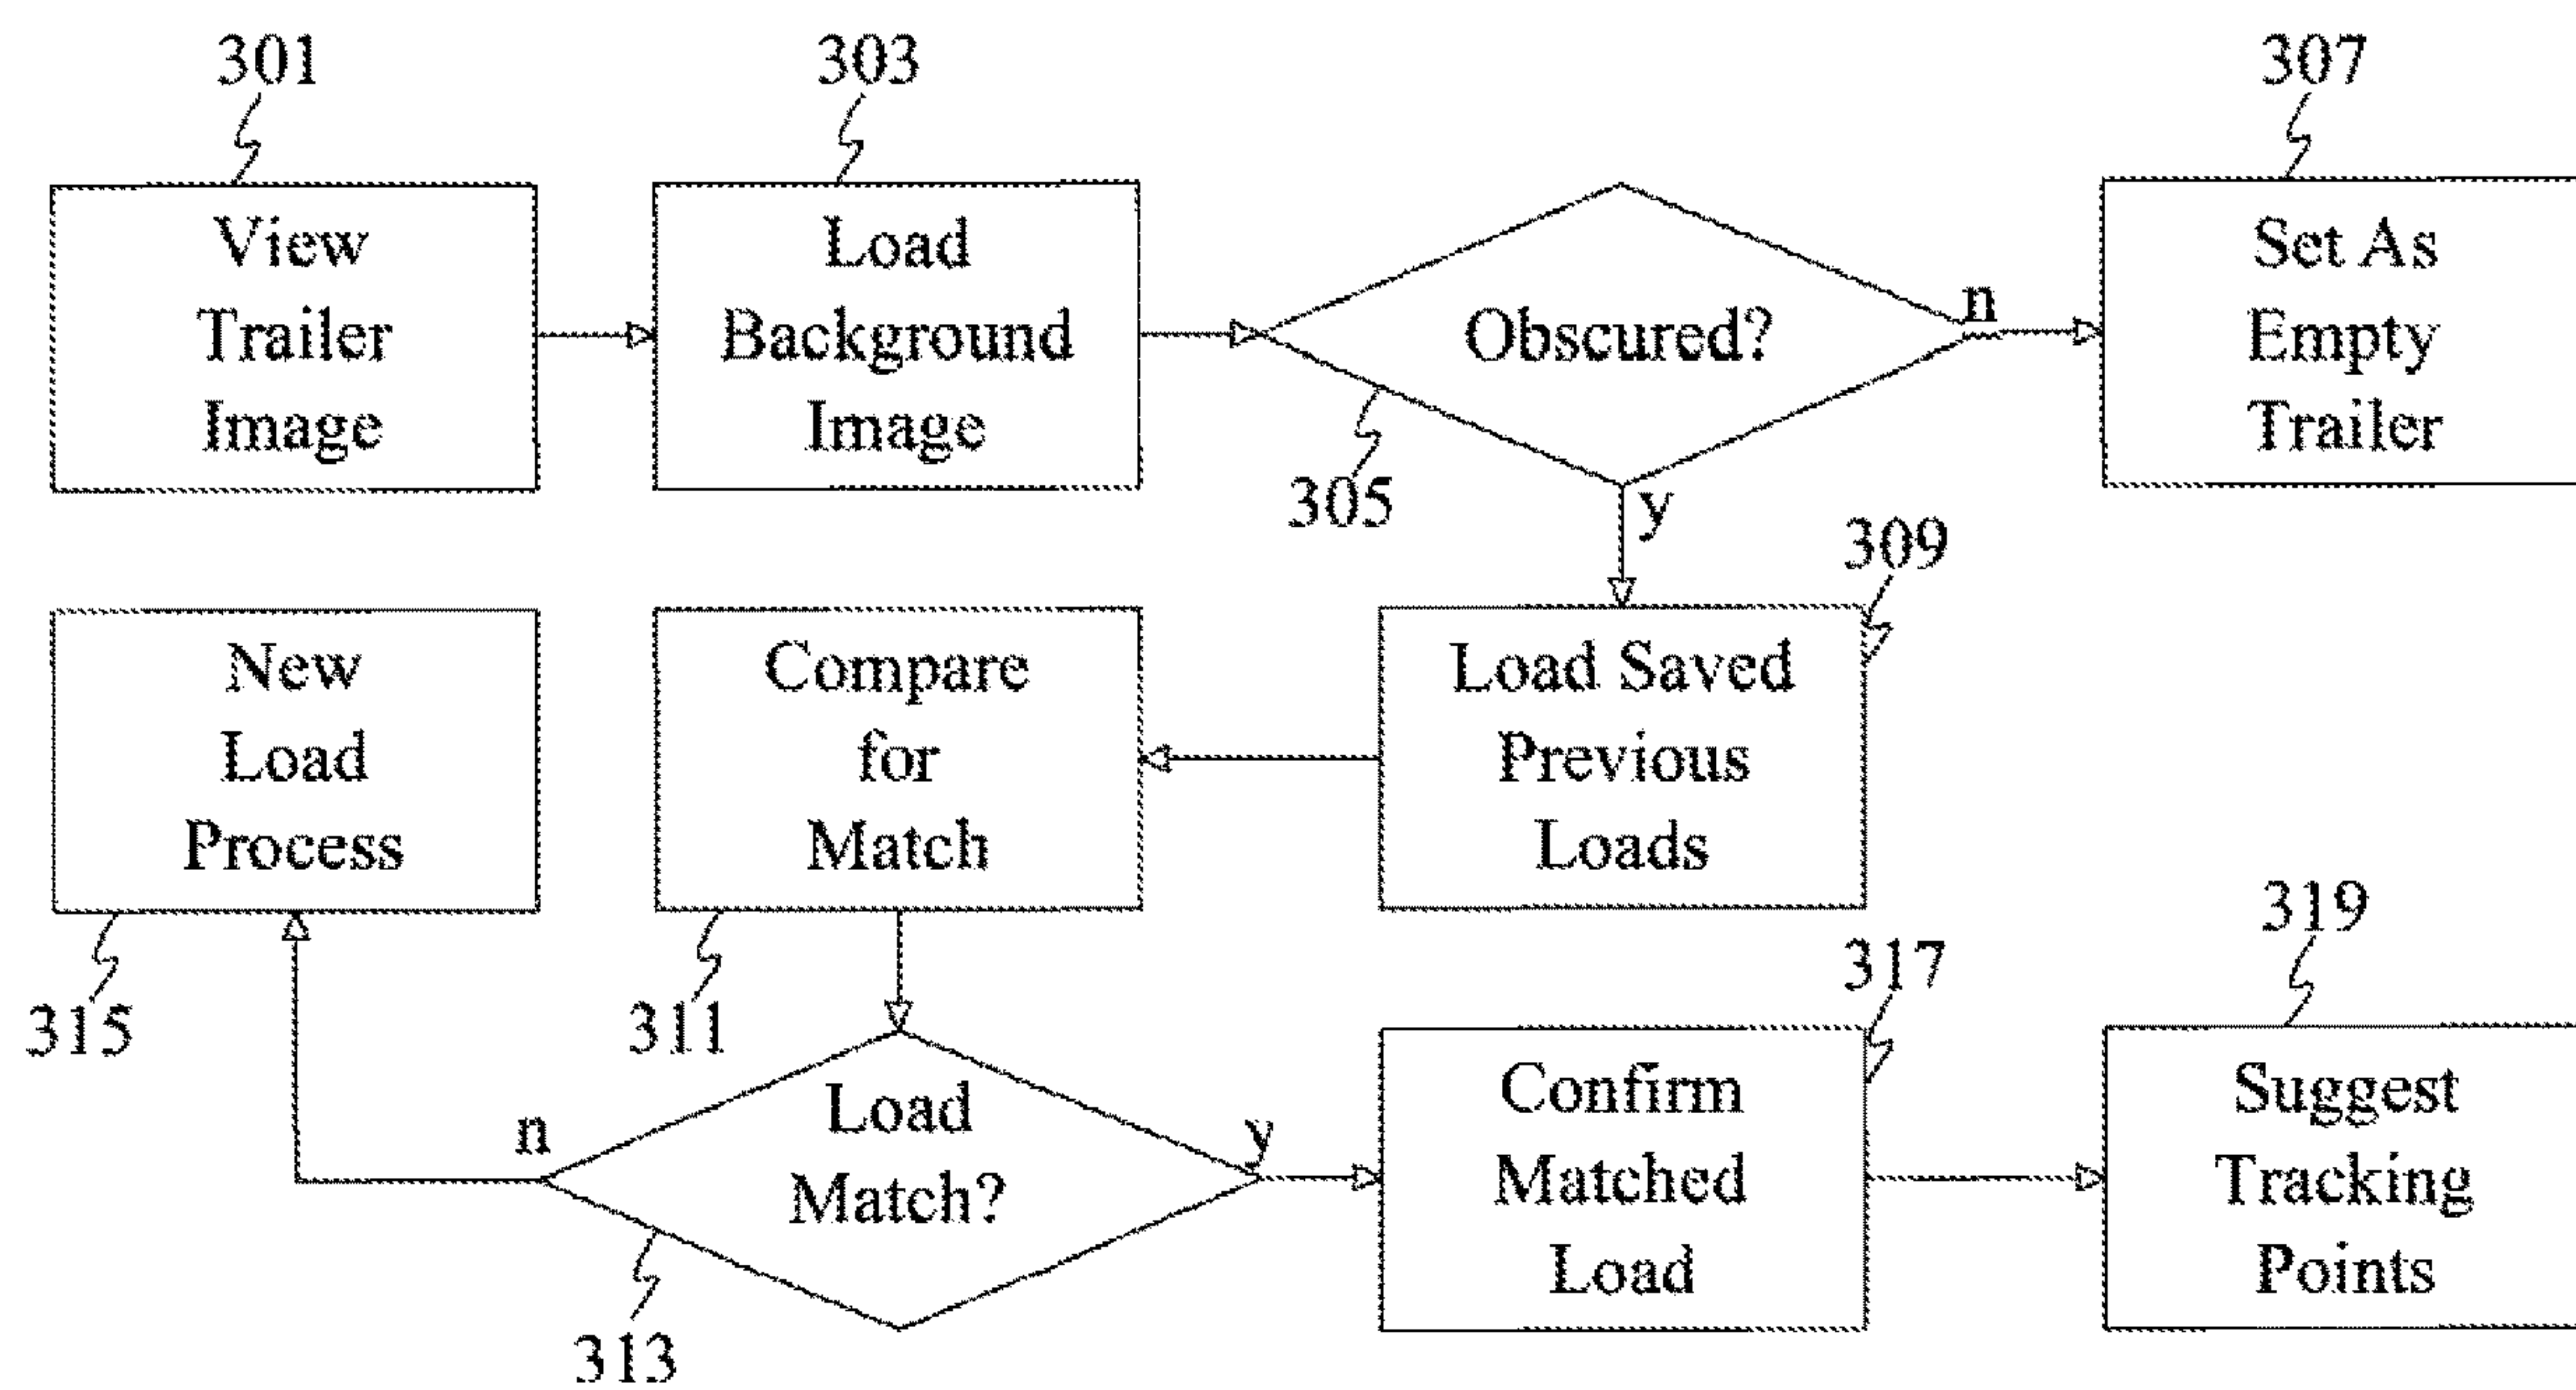 301
303
307
View
Trailer
Image
Load
Background
Image
Obscured?
n
Set As
Empty
Trailer
305
y
309
New
Load
Process
Compare
for
Match
Load Saved
Previous
Loads
315
311
317
319
n
Load
Match?
y
Confirm
Matched
Load
Suggest
Tracking
Points
313